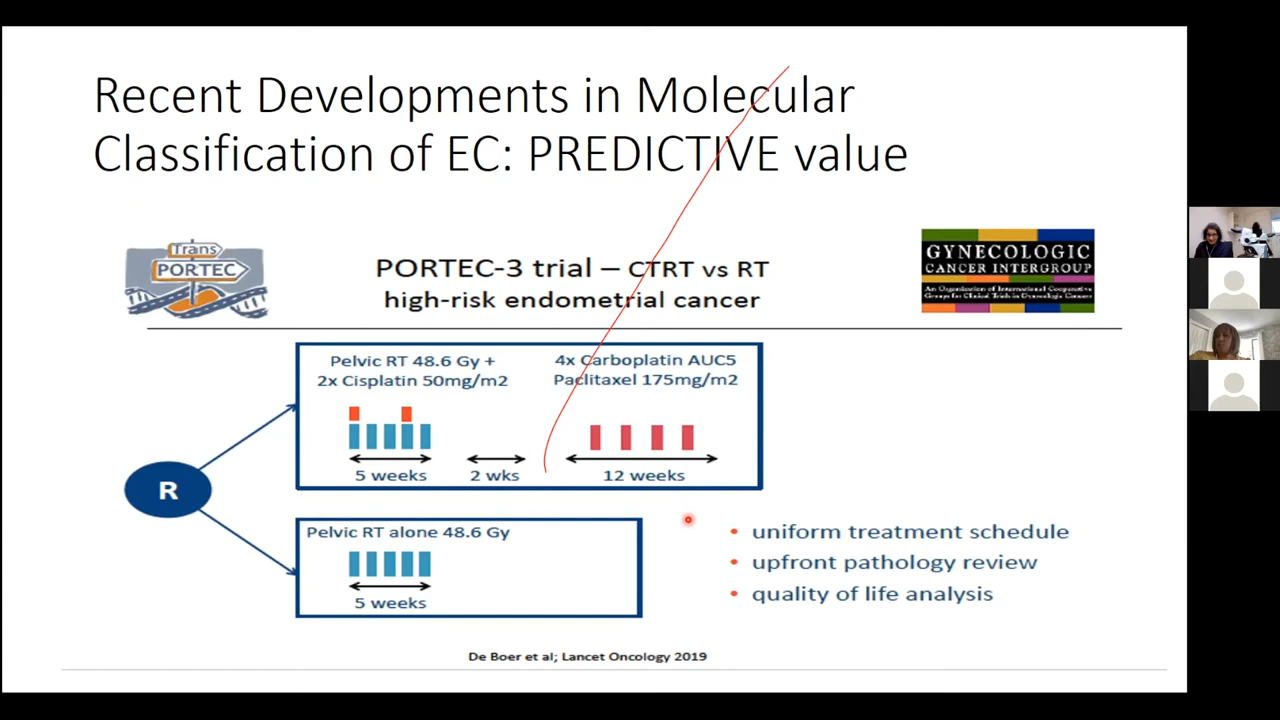 Recent Developments in Molecular
Classification of EC: PREDICTIVE value
Trans
PORTEC
PORTEC-3 trial – CTRT vs RT
high-risk endometrial cancer
GYNECOLOGIC
CANCER INTERGROUP
An Organization of International Cooperative
Groups for Clinical Trials in Gynecologic Cancers
Pelvic RT 48.6 Gy +
2x Cisplatin 50mg/m2
4x Carboplatin AUC5
Paclitaxel 175mg/m2
5 weeks
2 wks
12 weeks
R
Pelvic RT alone 48.6 Gy
5 weeks
• uniform treatment schedule
• upfront pathology review
• quality of life analysis
De Boer et al; Lancet Oncology 2019